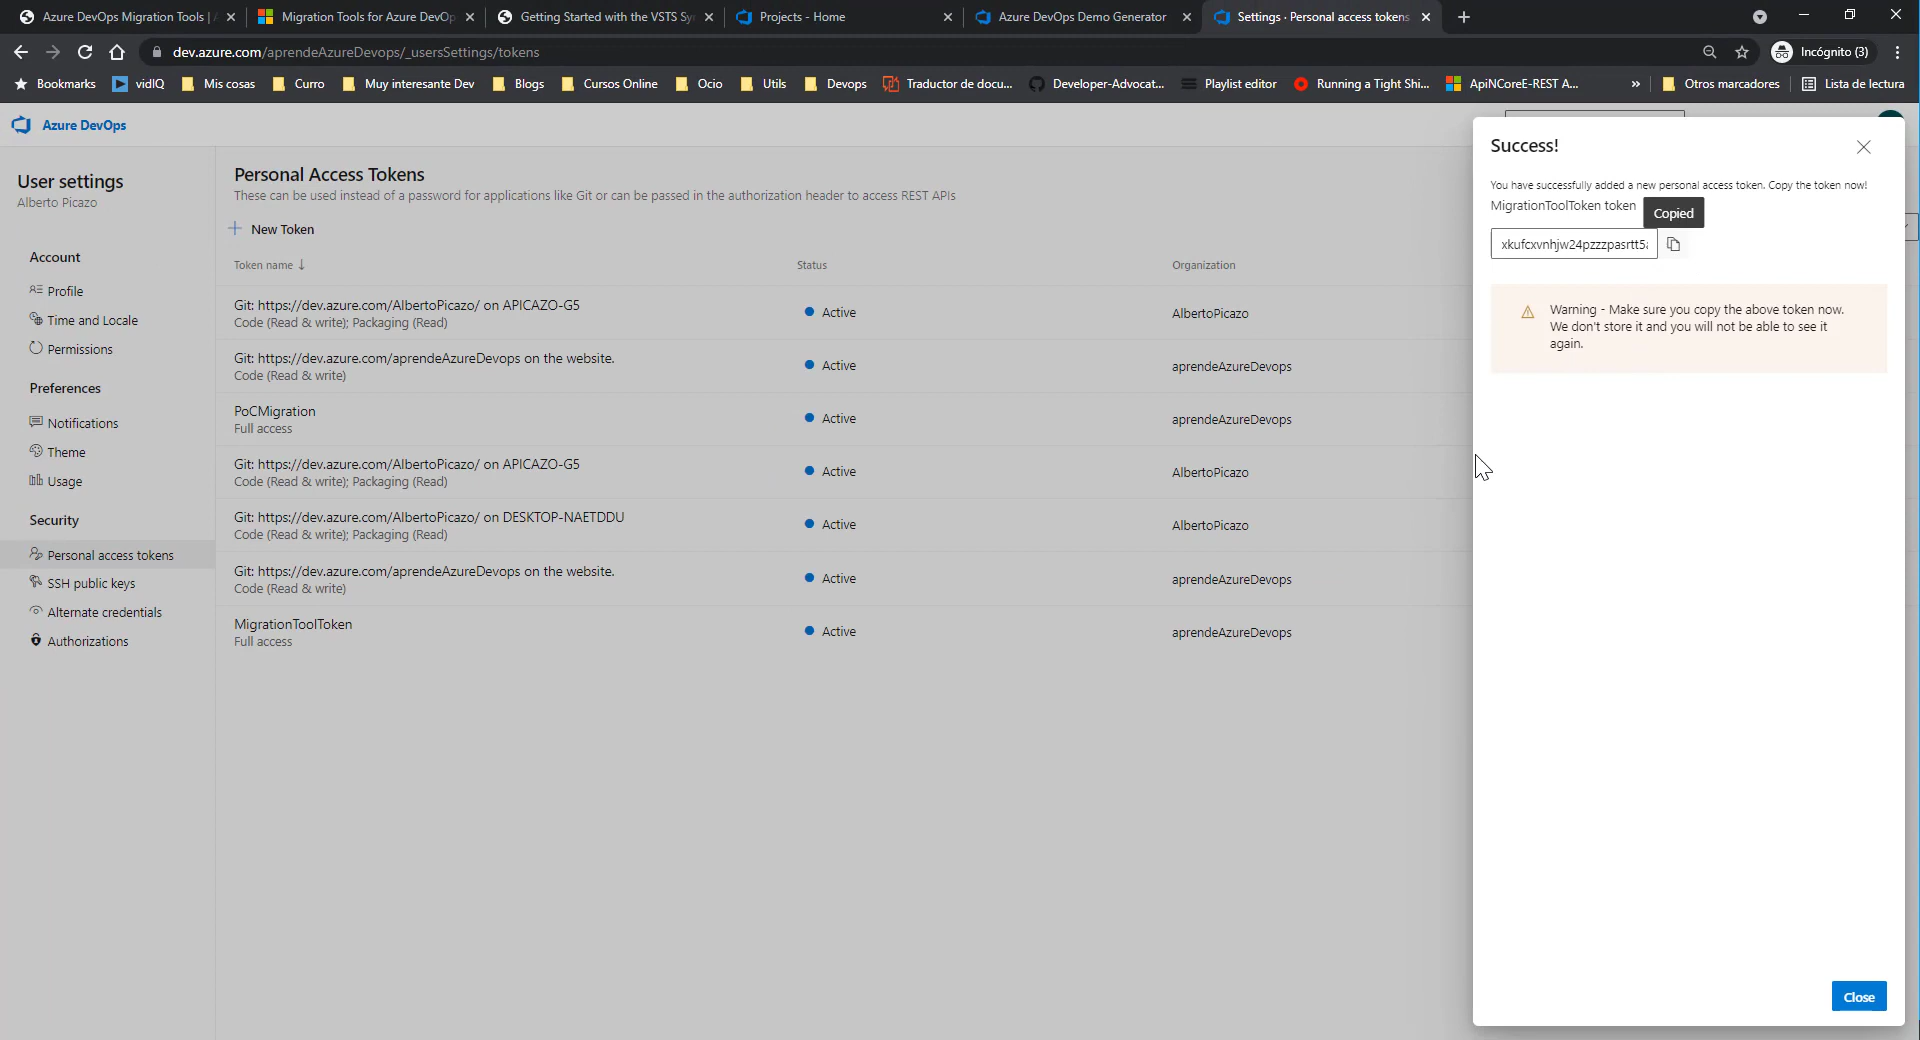 Azure DevOps Migration Tools |
Migration Tools for Azure DevOp
Getting Started with the VSTS Sy
Projects - Home
Azure DevOps Demo Generator
Settings · Personal access tokens
dev.azure.com/aprendeAzureDevops/_usersSettings/tokens
Incógnito (3)
Bookmarks
vidIQ
Mis cosas
Curro
Muy interesante Dev
Blogs
Cursos Online
Ocio
Utils
Devops
Traductor de docu...
Developer-Advocat...
Playlist editor
Running a Tight Shi...
ApiNCoreE-REST A...
»
Otros marcadores
Lista de lectura
Azure DevOps
User settings
Alberto Picazo
Account
Profile
Time and Locale
Permissions
Preferences
Notifications
Theme
Usage
Security
Personal access tokens
SSH public keys
Alternate credentials
Authorizations
Personal Access Tokens
These can be used instead of a password for applications like Git or can be passed in the authorization header to access REST APIs
New Token
Token name ↓
Status
Organization
Git: https://dev.azure.com/AlbertoPicazo/ on APICAZO-G5
Code (Read & write); Packaging (Read)
Active
AlbertoPicazo
Git: https://dev.azure.com/aprendeAzureDevops on the website.
Code (Read & write)
Active
aprendeAzureDevops
PoCMigration
Full access
Active
aprendeAzureDevops
Git: https://dev.azure.com/AlbertoPicazo/ on APICAZO-G5
Code (Read & write); Packaging (Read)
Active
AlbertoPicazo
Git: https://dev.azure.com/AlbertoPicazo/ on DESKTOP-NAETDDU
Code (Read & write); Packaging (Read)
Active
AlbertoPicazo
Git: https://dev.azure.com/aprendeAzureDevops on the website.
Code (Read & write)
Active
aprendeAzureDevops
MigrationToolToken
Full access
Active
aprendeAzureDevops
Success!
You have successfully added a new personal access token. Copy the token now!
MigrationToolToken token
Copied
xkufcxvnhjw24pzzzpasrtt5
Warning - Make sure you copy the above token now.
We don't store it and you will not be able to see it
again.
Close